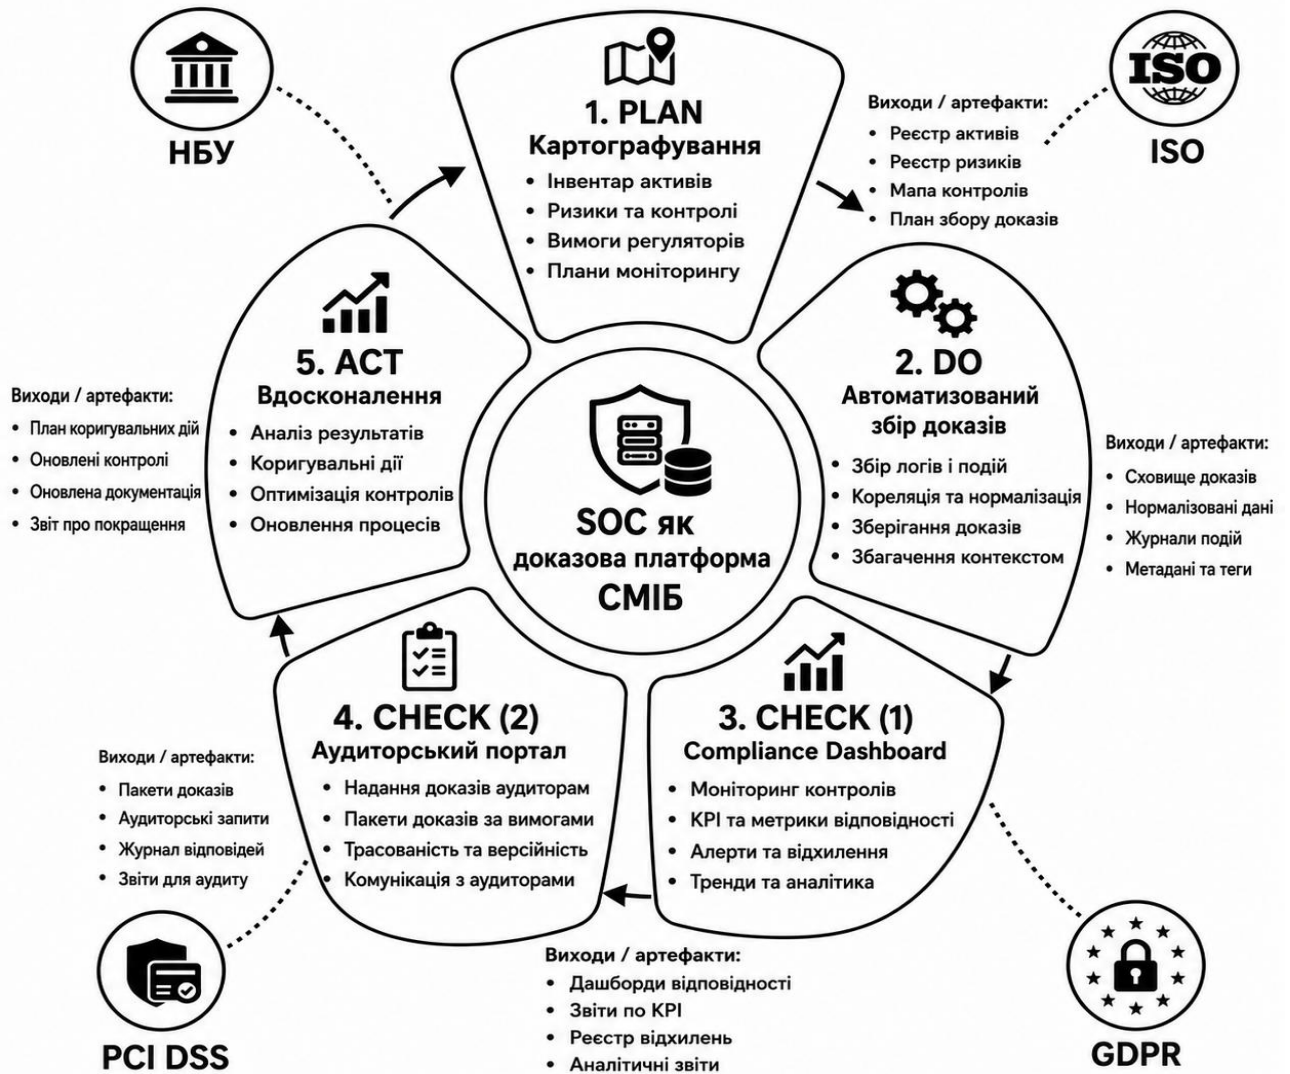 НБУ
ISO
ISO
1. PLAN
Картографування
• Інвентар активів
• Ризики та контролі
• Вимоги регуляторів
• Плани моніторингу
Виходи / артефакти:
• Реєстр активів
• Реєстр ризиків
• Мапа контролів
• План збору доказів
5. ACT
Вдосконалення
• Аналіз результатів
• Коригувальні дії
• Оптимізація контролів
• Оновлення процесів
Виходи / артефакти:
• План коригувальних дій
• Оновлені контролі
• Оновлена документація
• Звіт про покращення
SOC як
доказова платформа
СМІБ
2. DO
Автоматизований
збір доказів
• Збір логів і подій
• Кореляція та нормалізація
• Зберігання доказів
• Збагачення контекстом
Виходи / артефакти:
• Сховище доказів
• Нормалізовані дані
• Журнали подій
• Метадані та теги
4. CHECK (2)
Аудиторський портал
• Надання доказів аудиторам
• Пакети доказів за вимогами
• Трасованість та версійність
• Комунікація з аудиторами
Виходи / артефакти:
• Пакети доказів
• Аудиторські запити
• Журнал відповідей
• Звіти для аудиту
3. CHECK (1)
Compliance Dashboard
• Моніторинг контролів
• KPI та метрики відповідності
• Алерти та відхилення
• Тренди та аналітика
Виходи / артефакти:
• Дашборди відповідності
• Звіти по KPI
• Реєстр відхилень
• Аналітичні звіти
PCI DSS
GDPR